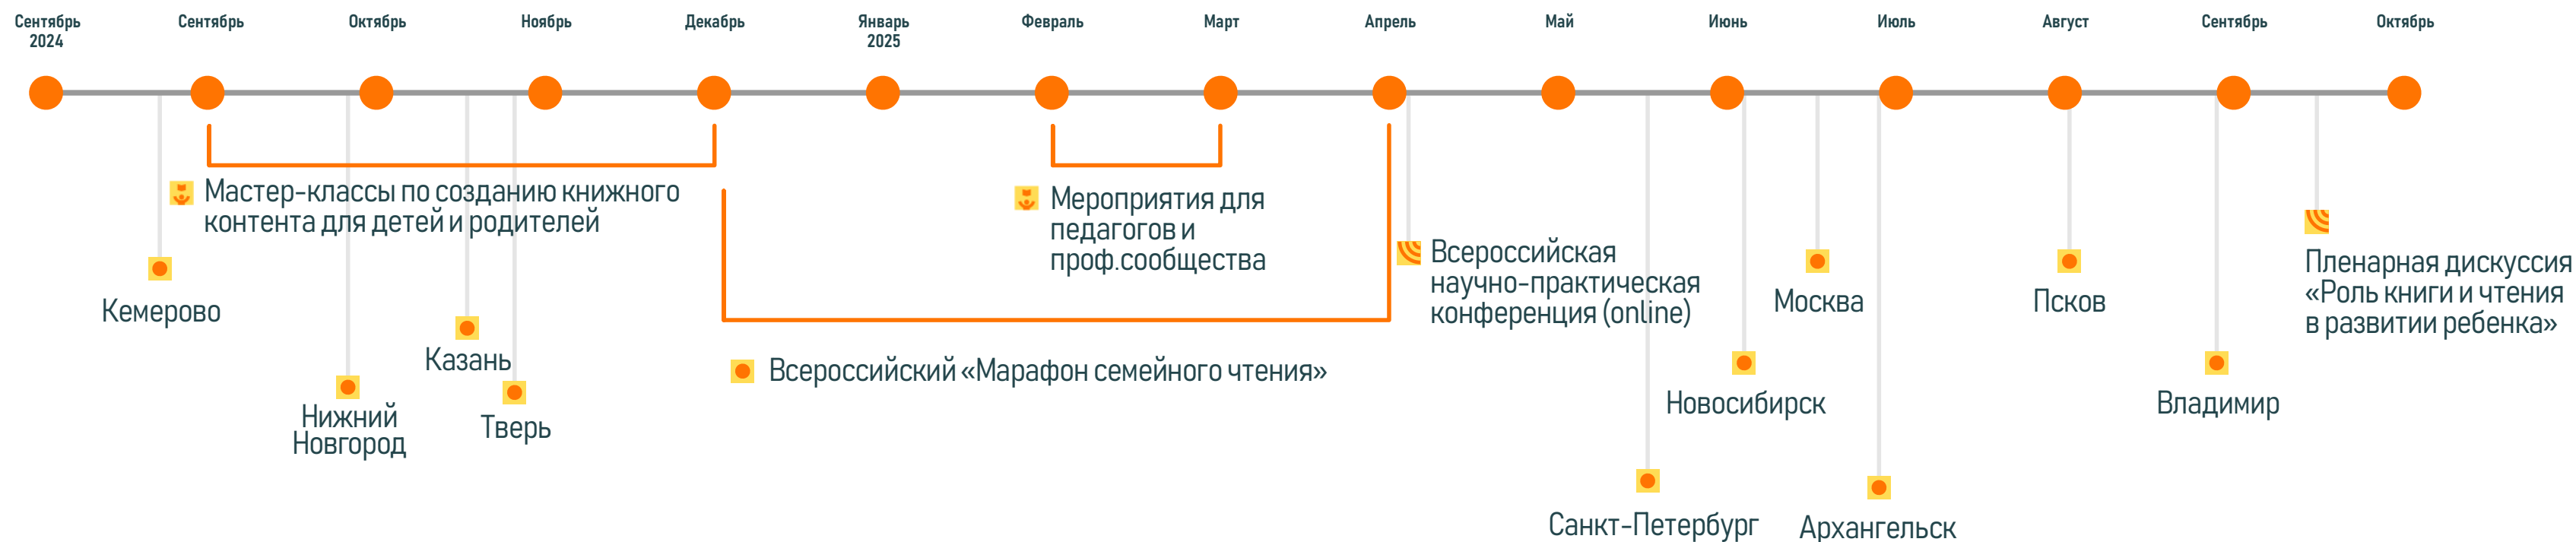 Сентябрь
2024
Сентябрь
Октябрь
Ноябрь
Декабрь
Январь
2025
Февраль
Март
Апрель
Май
Июнь
Июль
Август
Сентябрь
Октябрь
Мастер-классы по созданию книжного
контента для детей и родителей
Мероприятия для
педагогов и
проф.сообщества
Всероссийская
научно-практическая
конференция (online)
Пленарная дискуссия
«Роль книги и чтения
в развитии ребенка»
Кемерово
Казань
Нижний
Новгород
Тверь
Всероссийский «Марафон семейного чтения»
Москва
Псков
Новосибирск
Владимир
Санкт-Петербург
Архангельск